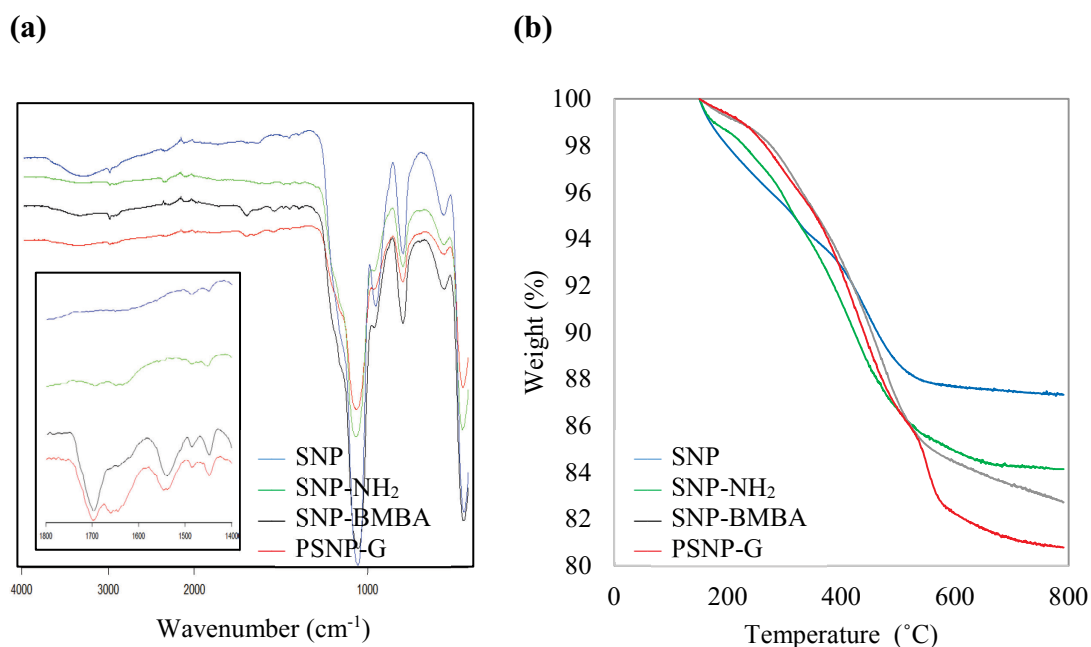 (a)
(b)
SNP
SNP-NH₂
SNP-BMBA
PSNP-G
1800
1700
1600
1500
1400
4000
3000
2000
1000
Wavenumber (cm⁻¹)
100
98
96
94
92
90
88
86
84
82
80
Weight (%)
SNP
SNP-NH₂
SNP-BMBA
PSNP-G
0
200
400
600
800
Temperature (˚C)